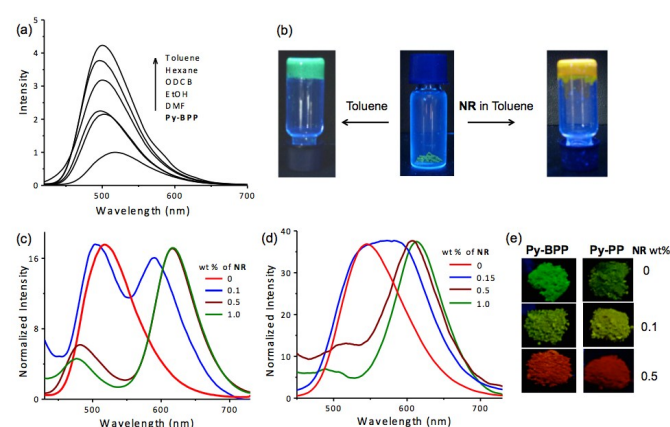 (a)
5
4
3
2
1
0
Intensity
Toluene
Hexane
ODCB
EtOH
DMF
Py-BPP
500
600
700
Wavelength (nm)
(b)
Toluene
NR in Toluene
(c)
16
8
0
Normalized Intensity
wt % of NR
0
0.1
0.5
1.0
500
600
700
Wavelength (nm)
(d)
40
30
20
10
0
Normalized Intensity
wt % of NR
0
0.15
0.5
1.0
500
600
700
Wavelength (nm)
(e)
Py-BPP Py-PP NR wt%
0
0.1
0.5